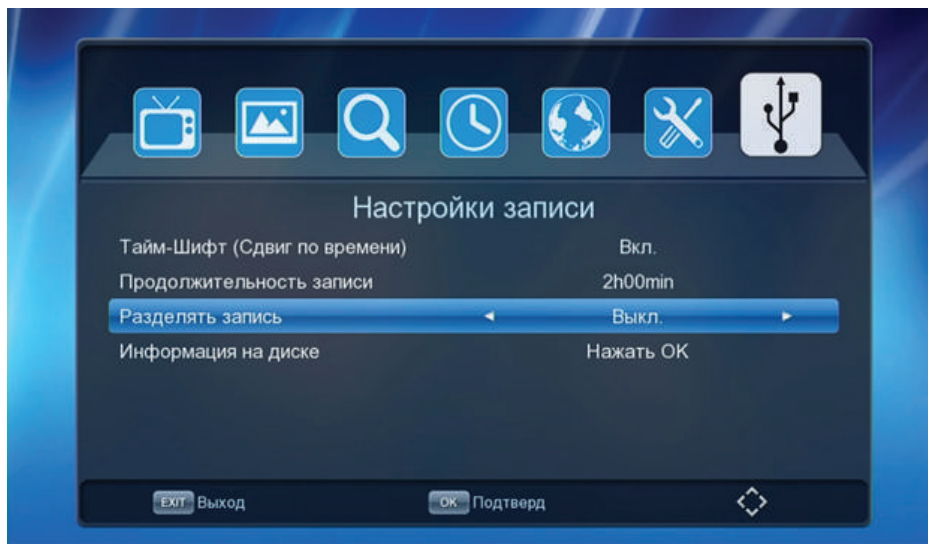 Настройки записи
Тайм-Шифт (Сдвиг по времени) Вкл.
Продолжительность записи 2h00min
Разделять запись Выкл.
Информация на диске Нажать OK
EXIT Выход OK Подтверд